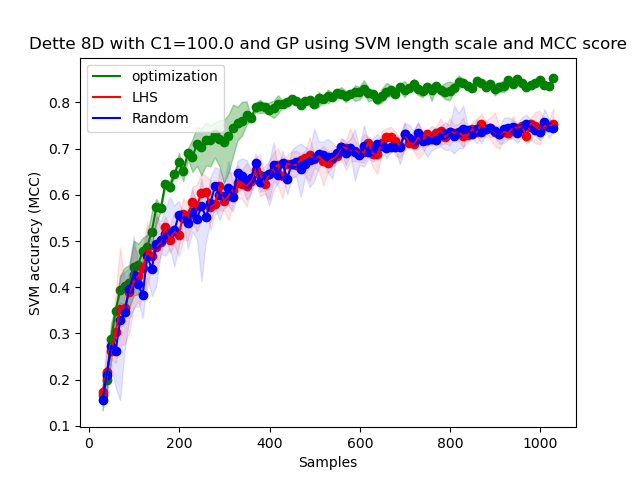 Dette 8D with C1=100.0 and GP using SVM length scale and MCC score
optimization
LHS
Random
SVM accuracy (MCC)
0.8
0.7
0.6
0.5
0.4
0.3
0.2
0.1
0 200 400 600 800 1000
Samples